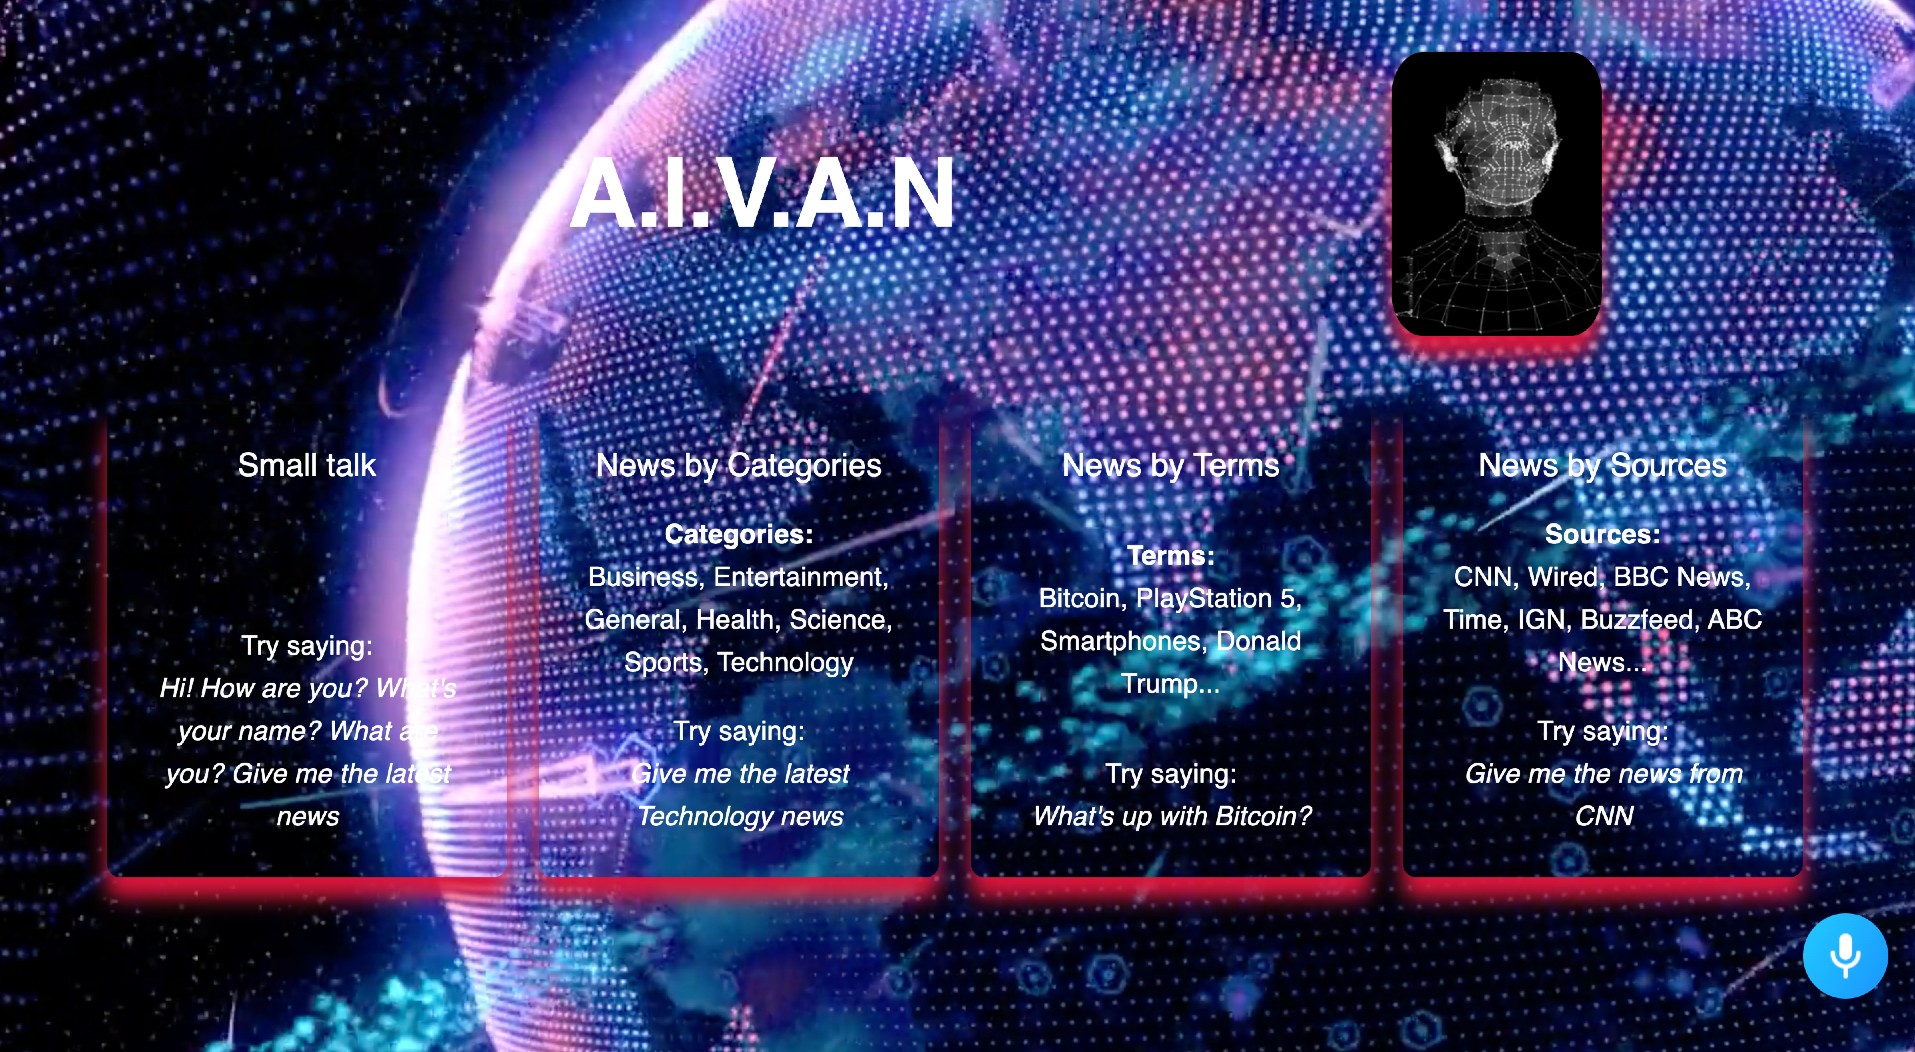 A.I.V.A.N
Small talk
Try saying:
Hi! How are you? What's
your name? What are
you? Give me the latest
news
News by Categories
Categories:
Business, Entertainment,
General, Health, Science,
Sports, Technology
Try saying:
Give me the latest
Technology news
News by Terms
Terms:
Bitcoin, PlayStation 5,
Smartphones, Donald
Trump...
Try saying:
What's up with Bitcoin?
News by Sources
Sources:
CNN, Wired, BBC News,
Time, IGN, Buzzfeed, ABC
News...
Try saying:
Give me the news from
CNN